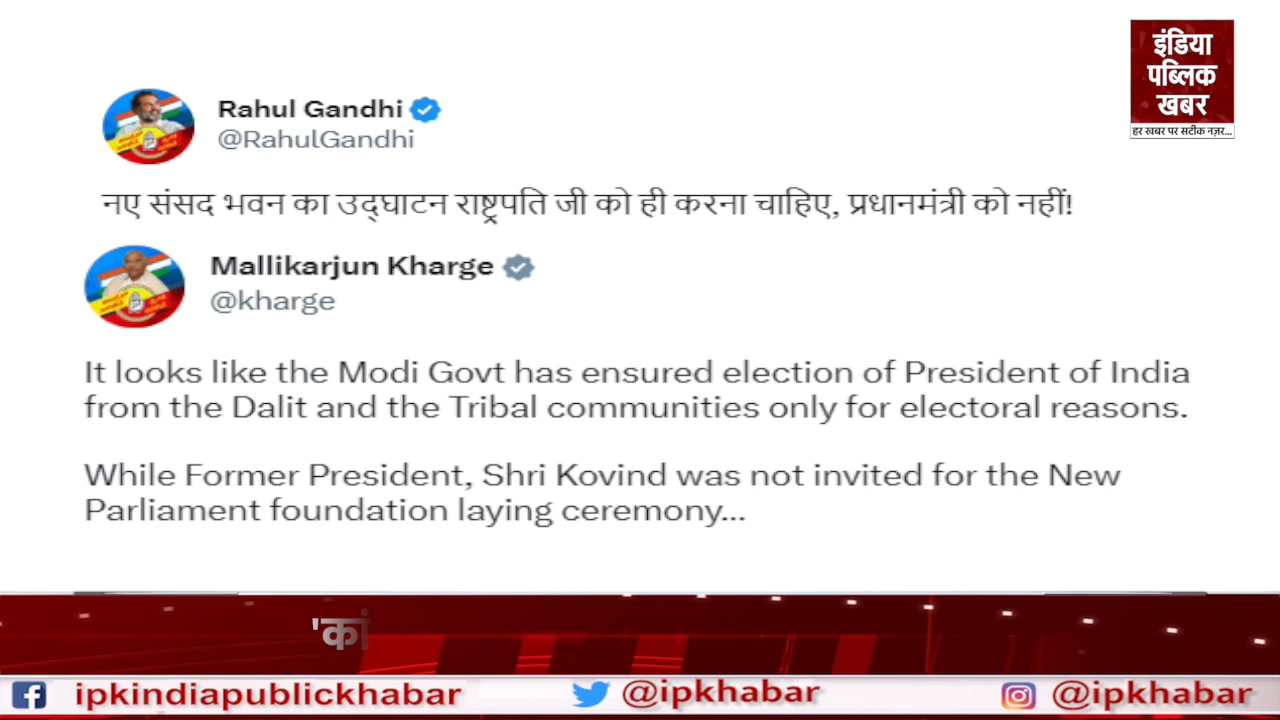 इंडिया
पब्लिक
खबर
हर खबर पर सटीक नज़र...
Rahul Gandhi
@RahulGandhi
नए संसद भवन का उद्घाटन राष्ट्रपति जी को ही करना चाहिए, प्रधानमंत्री को नहीं!
Mallikarjun Kharge
@kharge
It looks like the Modi Govt has ensured election of President of India
from the Dalit and the Tribal communities only for electoral reasons.
While Former President, Shri Kovind was not invited for the New
Parliament foundation laying ceremony...
'कां
ipkindiapublickhabar
@ipkhabar
@ipkhabar